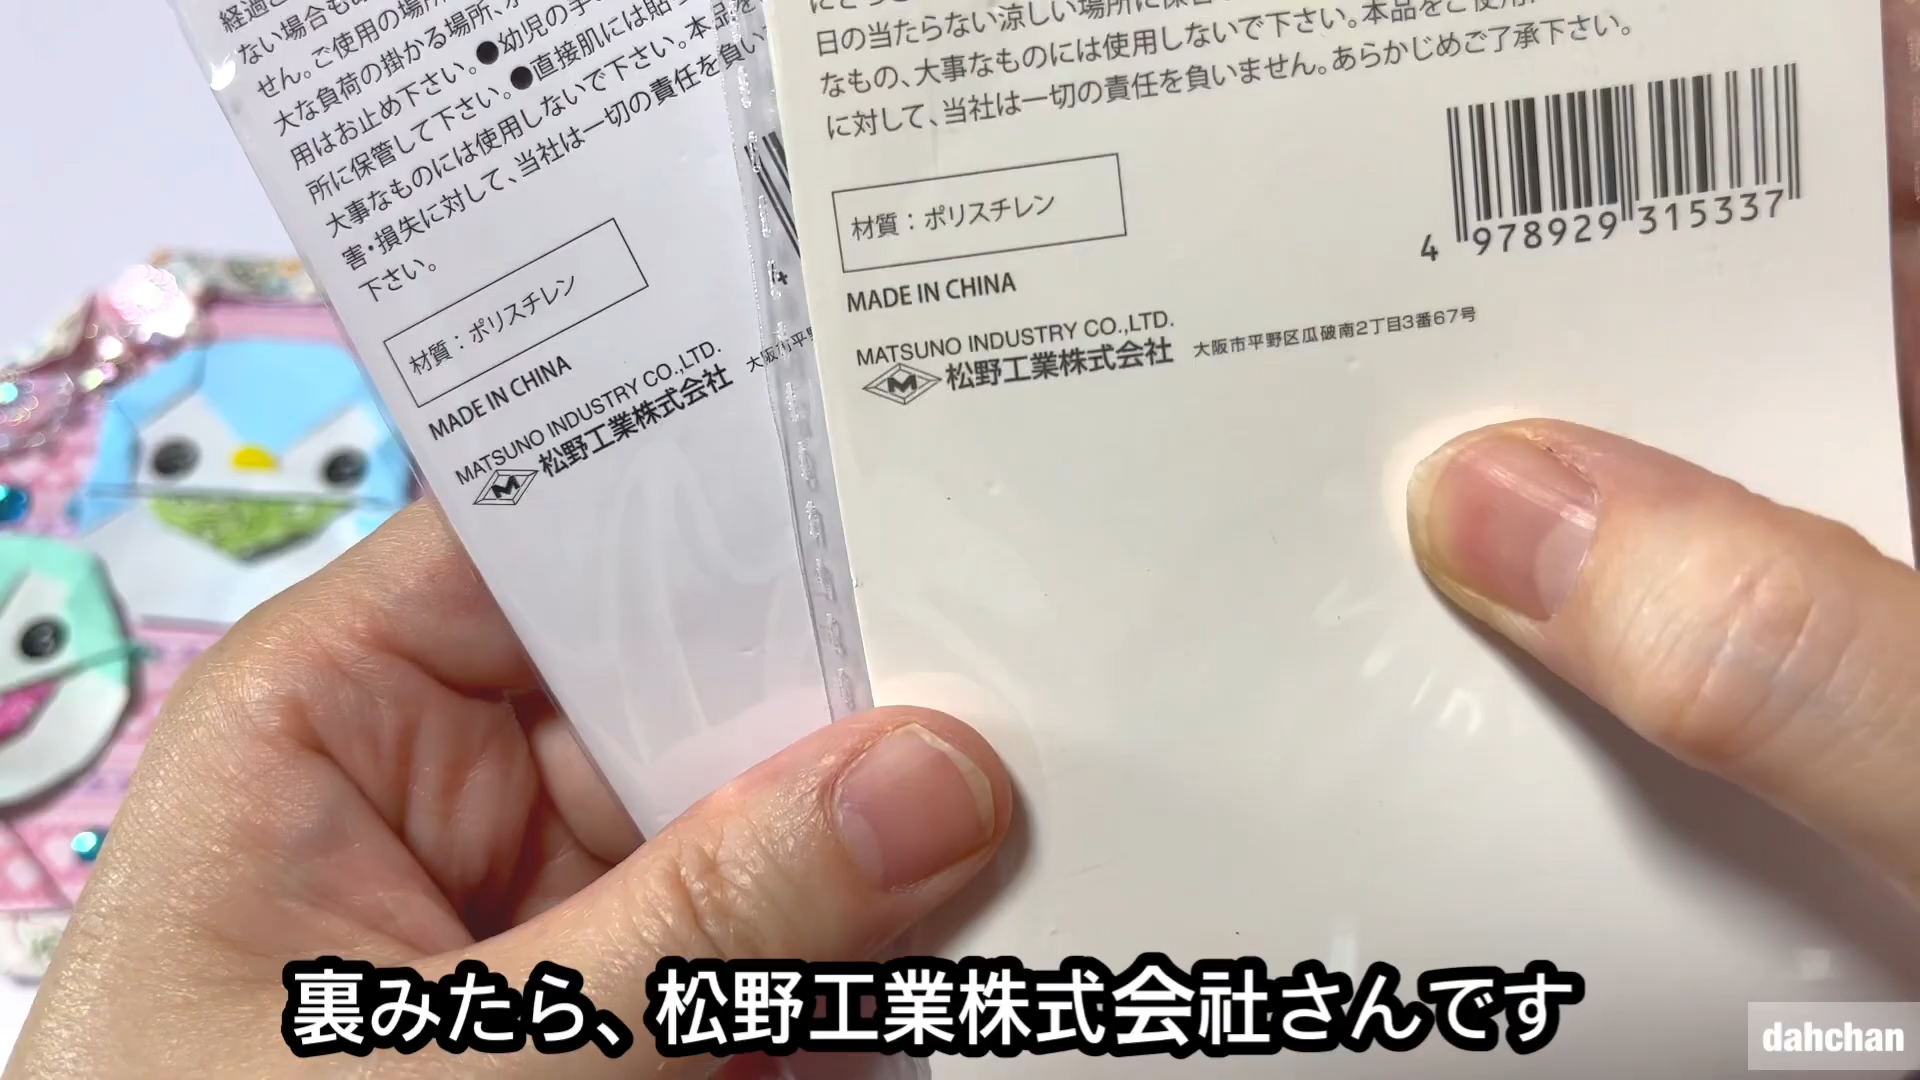 ない場合も
せん。ご使用の場所
大な負荷の掛かる場所、
用はお止め下さい。●幼児の手
所に保管して下さい。●直接肌には貼
大事なものには使用しないで下さい。本品を
害・損失に対して、当社は一切の責任を負い
下さい。
材質：ポリスチレン
MADE IN CHINA
MATSUNO INDUSTRY CO.,LTD.
M 松野工業株式会社 大阪市平野
日の当たらない涼しい場所に保管
なもの、大事なものには使用しないで下さい。本品をご使用
に対して、当社は一切の責任を負いません。あらかじめご了承下さい。
材質：ポリスチレン
4 978929 315337
MADE IN CHINA
MATSUNO INDUSTRY CO.,LTD.
M 松野工業株式会社 大阪市平野区瓜破南2丁目3番67号
裏みたら、松野工業株式会社さんです
dahchan